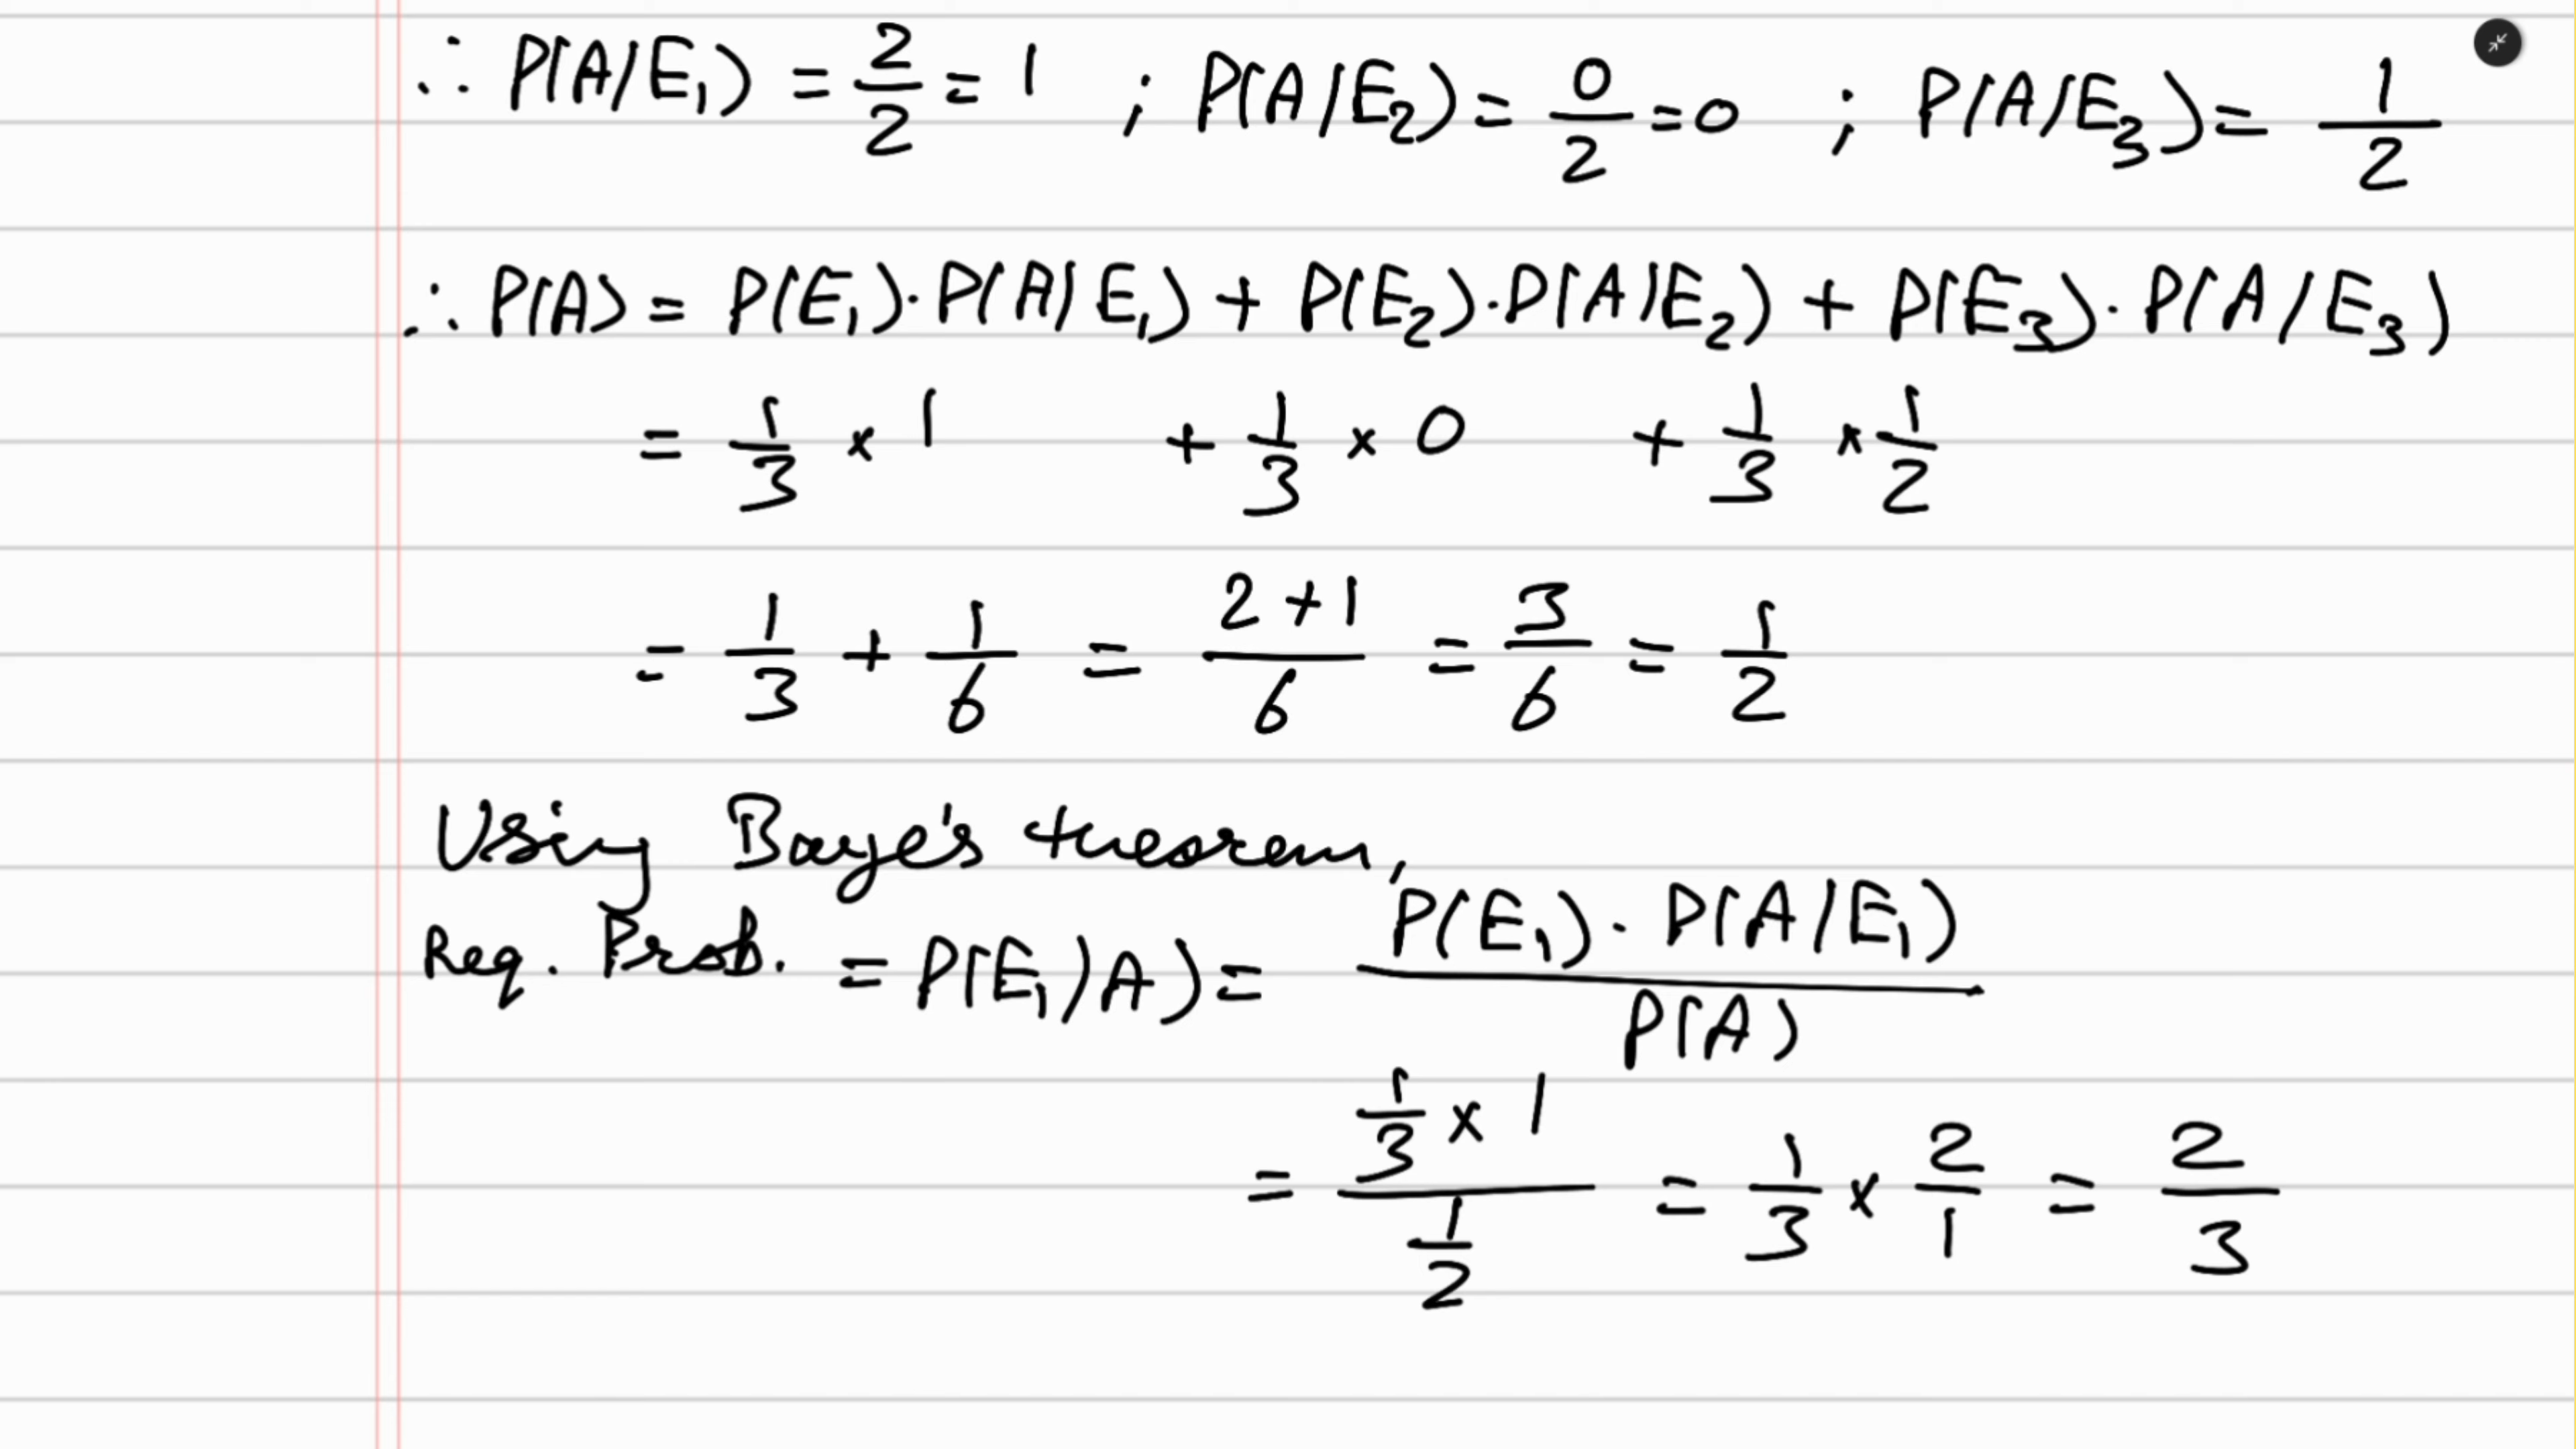 ∴ P(A/E₁) = 2/2 = 1 ; P(A/E₂) = 0/2 = 0 ; P(A/E₃) = 1/2
∴ P(A) = P(E₁)·P(A/E₁) + P(E₂)·P(A/E₂) + P(E₃)·P(A/E₃)
= 1/3 × 1 + 1/3 × 0 + 1/3 × 1/2
= 1/3 + 1/6 = (2+1)/6 = 3/6 = 1/2
Using Baye's theorem,
Req. Prob. = P(E₁/A) = (P(E₁)·P(A/E₁))/P(A)
= (1/3 × 1)/(1/2) = 1/3 × 2/1 = 2/3